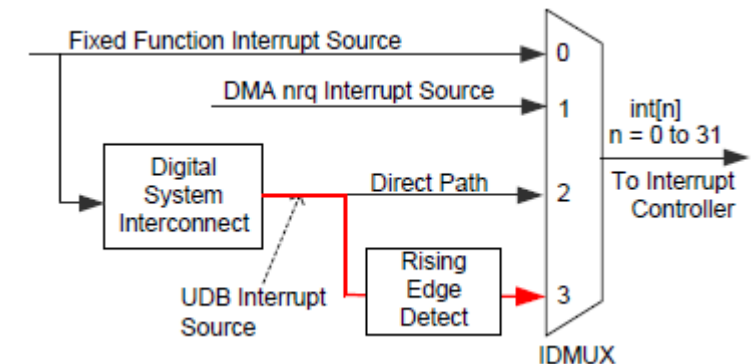 Fixed Function Interrupt Source
0
DMA nrq Interrupt Source
1
int[n]
n = 0 to 31
Digital
System
Interconnect
Direct Path
2
To Interrupt
Controller
Rising
Edge
Detect
3
UDB Interrupt
Source
IDMUX